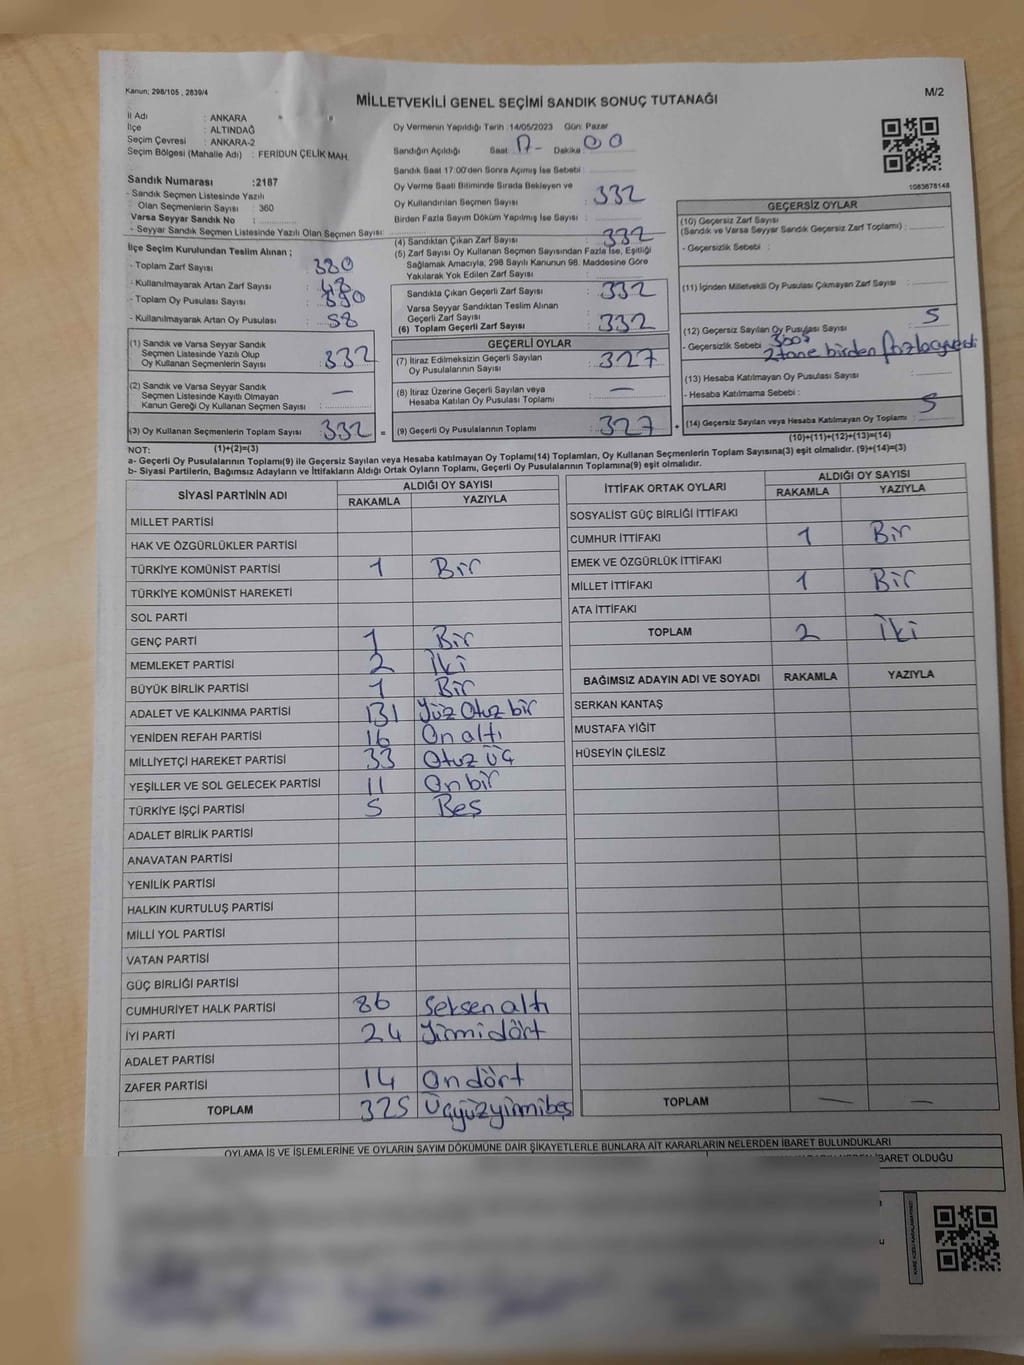 Kanun; 298/105 , 2839/4
MİLLETVEKİLİ GENEL SEÇİMİ SANDIK SONUÇ TUTANAĞI
M/2
İl Adı : ANKARA
İlçe : ALTINDAĞ
Seçim Çevresi : ANKARA-2
Seçim Bölgesi (Mahalle Adı) : FERİDUN ÇELİK MAH.
Sandık Numarası :2187
- Sandık Seçmen Listesinde Yazılı
Olan Seçmenlerin Sayısı : 360
Varsa Seyyar Sandık No :
- Seyyar Sandık Seçmen Listesinde Yazılı Olan Seçmen Sayısı:
Oy Vermenin Yapıldığı Tarih :14/05/2023 Gün: Pazar
Sandığın Açıldığı Saat: 17- Dakika: 00
Sandık Saat 17:00'den Sonra Açımış İse Sebebi :
Oy Verme Saati Bitiminde Sırada Bekleyen ve
Oy Kullandırılan Seçmen Sayısı : 332
Birden Fazla Sayım Döküm Yapılmış İse Sayısı :
1083678148
İlçe Seçim Kurulundan Teslim Alınan ;
- Toplam Zarf Sayısı : 380
- Kullanılmayarak Artan Zarf Sayısı : 48
- Toplam Oy Pusulası Sayısı :
- Kullanılmayarak Artan Oy Pusulası : 58
(1) Sandık ve Varsa Seyyar Sandık
Seçmen Listesinde Yazılı Olup
Oy Kullanan Seçmenlerin Sayısı : 332
(2) Sandık ve Varsa Seyyar Sandık
Seçmen Listesinde Kayıtlı Olmayan
Kanun Gereği Oy Kullanan Seçmen Sayısı : —
(3) Oy Kullanan Seçmenlerin Toplam Sayısı : 332 =
(4) Sandıktan Çıkan Zarf Sayısı : 332
(5) Zarf Sayısı Oy Kullanan Seçmen Sayısından Fazla İse, Eşitliği
Sağlamak Amacıyla, 298 Sayılı Kanunun 98. Maddesine Göre
Yakılarak Yok Edilen Zarf Sayısı :
Sandıkta Çıkan Geçerli Zarf Sayısı : 332
Varsa Seyyar Sandıktan Teslim Alınan
Geçerli Zarf Sayısı :
(6) Toplam Geçerli Zarf Sayısı : 332
GEÇERLİ OYLAR
(7) İtiraz Edilmeksizin Geçerli Sayılan
Oy Pusulalarının Sayısı : 327
(8) İtiraz Üzerine Geçerli Sayılan veya
Hesaba Katılan Oy Pusulası Toplamı : —
(9) Geçerli Oy Pusulalarının Toplamı : 327 +
GEÇERSİZ OYLAR
(10) Geçersiz Zarf Sayısı
(Sandık ve Varsa Seyyar Sandık Geçersiz Zarf Toplamı) :
- Geçersizlik Sebebi :
(11) İçinden Milletvekili Oy Pusulası Çıkmayan Zarf Sayısı :
(12) Geçersiz Sayılan Oy Pusulası Sayısı : 5
- Geçersizlik Sebebi : 3boş
2tane birden fazla
(13) Hesaba Katılmayan Oy Pusulası Sayısı :
- Hesaba Katılmama Sebebi :
(14) Geçersiz Sayılan veya Hesaba Katılmayan Oy Toplamı : 5
NOT: (1)+(2)=(3)
(10)+(11)+(12)+(13)=(14)
a- Geçerli Oy Pusulalarının Toplamı(9) ile Geçersiz Sayılan veya Hesaba Katılmayan Oy Toplamı(14) Toplamları, Oy Kullanan Seçmenlerin Toplam Sayısına(3) eşit olmalıdır. (9)+(14)=(3)
b- Siyasi Partilerin, Bağımsız Adayların ve İttifakların Aldığı Ortak Oyların Toplamı, Geçerli Oy Pusulalarının Toplamına(9) eşit olmalıdır.
SİYASİ PARTİNİN ADI ALDIĞI OY SAYISI
RAKAMLA YAZIYLA
MİLLET PARTİSİ
HAK VE ÖZGÜRLÜKLER PARTİSİ
TÜRKİYE KOMÜNİST PARTİSİ 1 Bir
TÜRKİYE KOMÜNİST HAREKETİ
SOL PARTİ
GENÇ PARTİ 1 Bir
MEMLEKET PARTİSİ 2 İki
BÜYÜK BİRLİK PARTİSİ 1 Bir
ADALET VE KALKINMA PARTİSİ 131 Yüz Otuz bir
YENİDEN REFAH PARTİSİ 16 On altı
MİLLİYETÇİ HAREKET PARTİSİ 33 Otuz üç
YEŞİLLER VE SOL GELECEK PARTİSİ 11 On bir
TÜRKİYE İŞÇİ PARTİSİ 5 Beş
ADALET BİRLİK PARTİSİ
ANAVATAN PARTİSİ
YENİLİK PARTİSİ
HALKIN KURTULUŞ PARTİSİ
MİLLİ YOL PARTİSİ
VATAN PARTİSİ
GÜÇ BİRLİĞİ PARTİSİ
CUMHURİYET HALK PARTİSİ 86 Seksen altı
İYİ PARTİ 24 Yirmidört
ADALET PARTİSİ
ZAFER PARTİSİ 14 On dört
TOPLAM 325 Üçyüzyirmibeş
İTTİFAK ORTAK OYLARI ALDIĞI OY SAYISI
RAKAMLA YAZIYLA
SOSYALİST GÜÇ BİRLİĞİ İTTİFAKI
CUMHUR İTTİFAKI 1 Bir
EMEK VE ÖZGÜRLÜK İTTİFAKI
MİLLET İTTİFAKI 1 Bir
ATA İTTİFAKI
TOPLAM 2 İki
BAĞIMSIZ ADAYIN ADI VE SOYADI RAKAMLA YAZIYLA
SERKAN KANTAŞ
MUSTAFA YİĞİT
HÜSEYİN ÇİLESİZ
TOPLAM — —
OYLAMA İŞ VE İŞLEMLERİNE VE OYLARIN SAYIM DÖKÜMÜNE DAİR ŞİKAYETLERLE BUNLARA AİT KARARLARIN NELERDEN İBARET BULUNDUKLARI
İBARET OLDUĞU